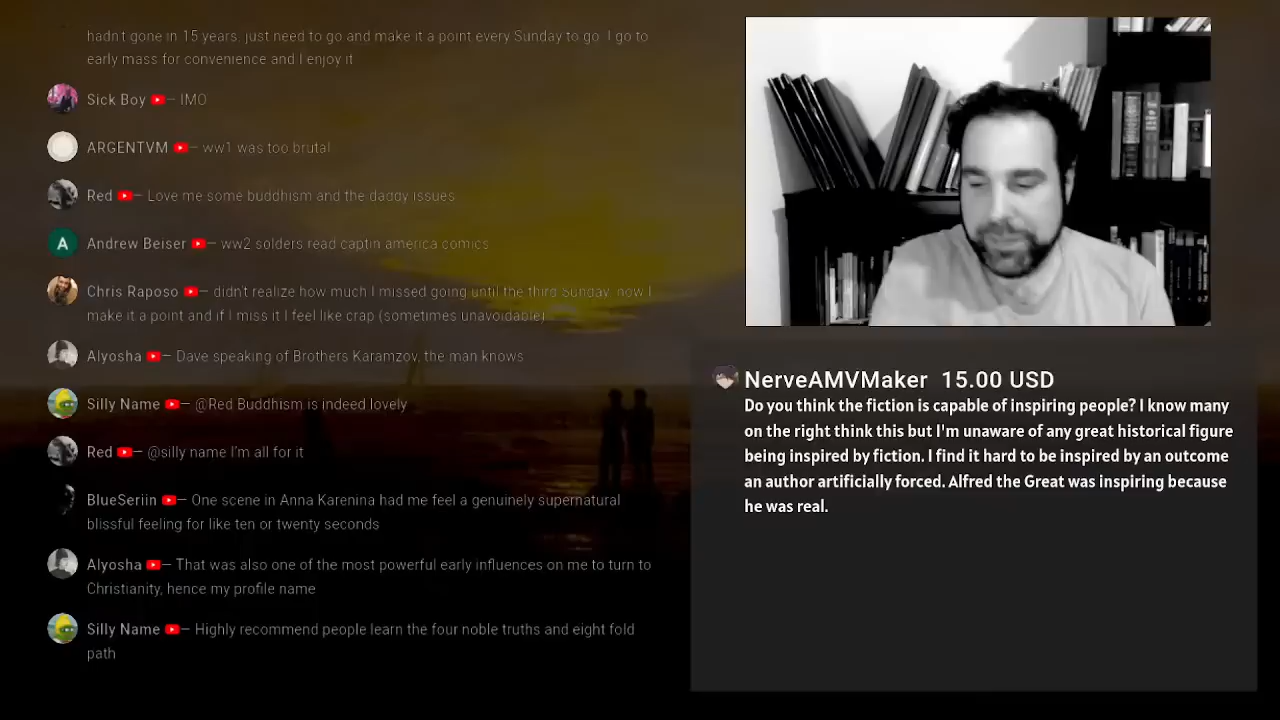 hadn't gone in 15 years, just need to go and make it a point every Sunday to go. I go to
early mass for convenience and I enjoy it
Sick Boy – IMO
ARGENTVM – ww1 was too brutal
Red – Love me some buddhism and the daddy issues
A Andrew Beiser – ww2 solders read captin america comics
Chris Raposo – didn't realize how much I missed going until the third Sunday, now I
make it a point and if I miss it I feel like crap (sometimes unavoidable)
Alyosha – Dave speaking of Brothers Karamzov, the man knows
Silly Name – @Red Buddhism is indeed lovely
Red – @silly name I'm all for it
BlueSeriin – One scene in Anna Karenina had me feel a genuinely supernatural
blissful feeling for like ten or twenty seconds
Alyosha – That was also one of the most powerful early influences on me to turn to
Christianity, hence my profile name
Silly Name – Highly recommend people learn the four noble truths and eight fold
path
NerveAMVMaker 15.00 USD
Do you think the fiction is capable of inspiring people? I know many
on the right think this but I'm unaware of any great historical figure
being inspired by fiction. I find it hard to be inspired by an outcome
an author artificially forced. Alfred the Great was inspiring because
he was real.